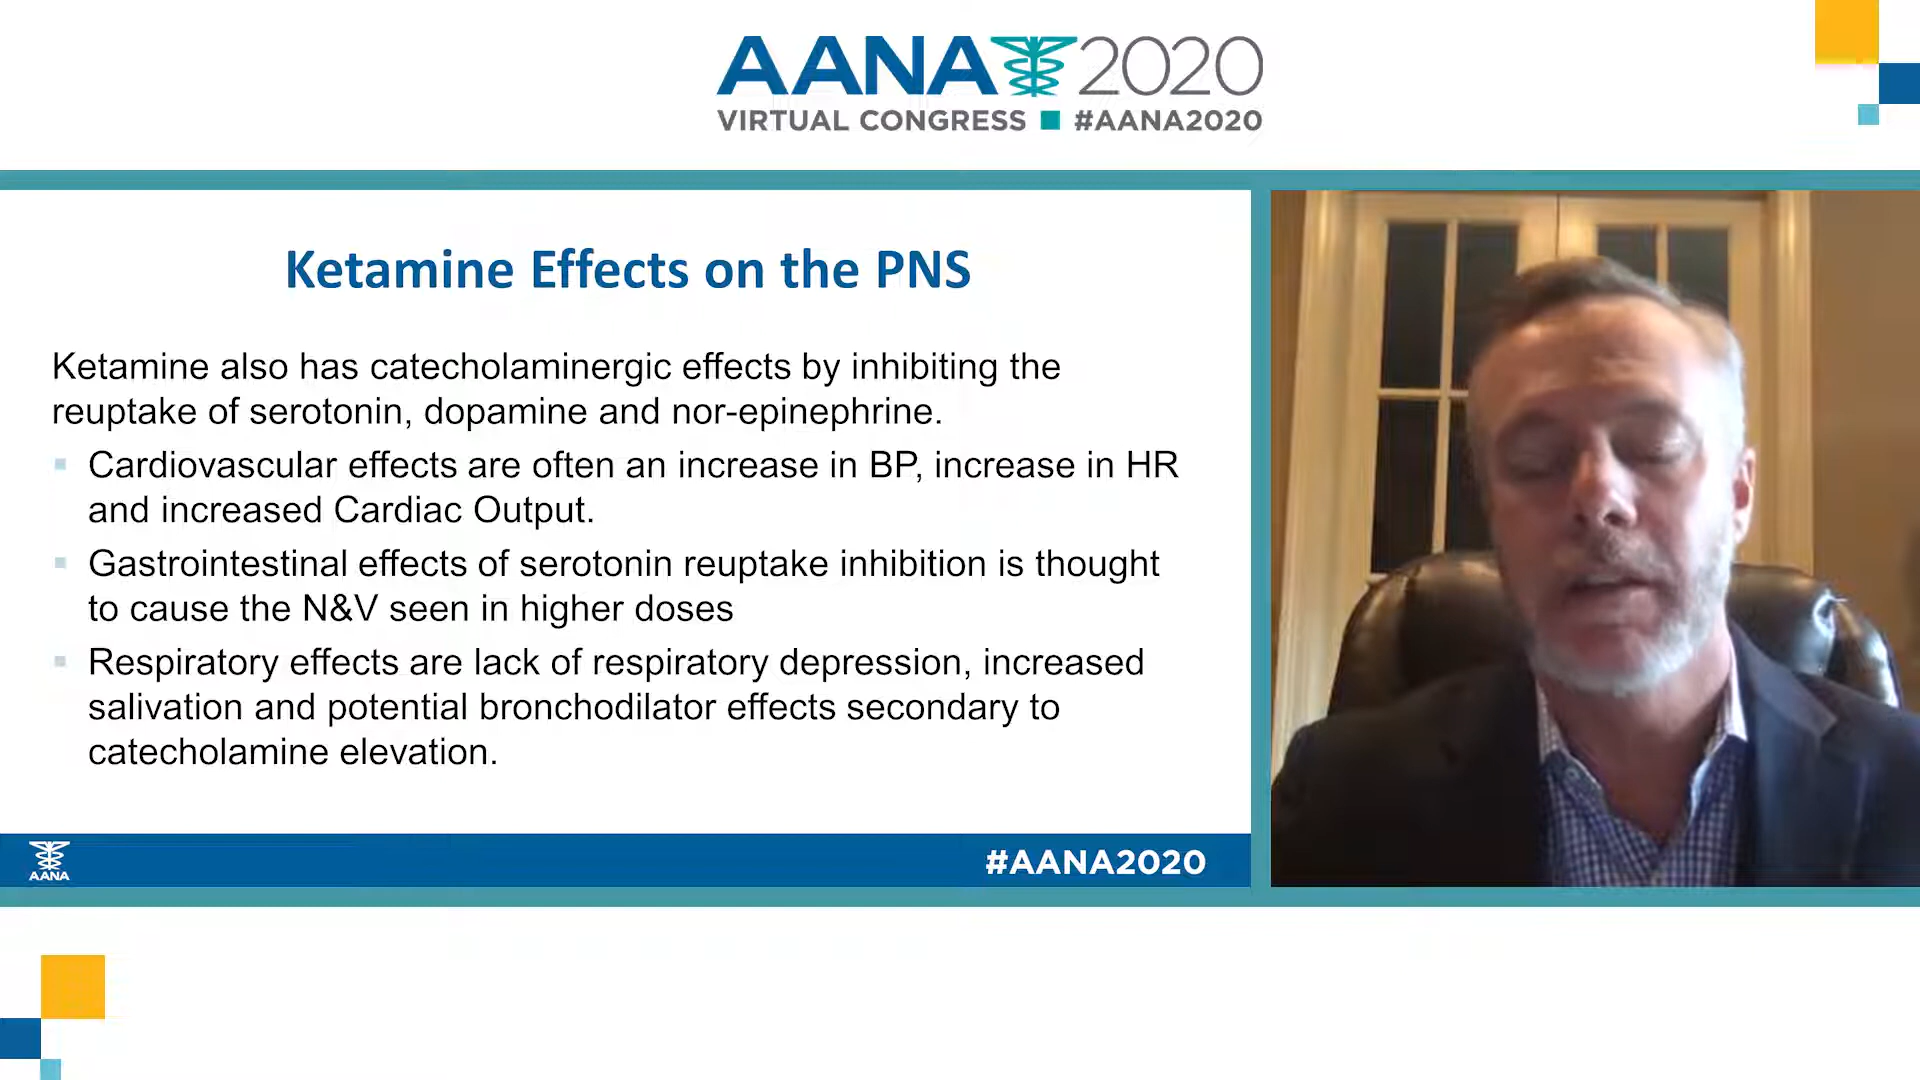 AANA 2020
VIRTUAL CONGRESS #AANA2020
Ketamine Effects on the PNS
Ketamine also has catecholaminergic effects by inhibiting the
reuptake of serotonin, dopamine and nor-epinephrine.
Cardiovascular effects are often an increase in BP, increase in HR
and increased Cardiac Output.
Gastrointestinal effects of serotonin reuptake inhibition is thought
to cause the N&V seen in higher doses
Respiratory effects are lack of respiratory depression, increased
salivation and potential bronchodilator effects secondary to
catecholamine elevation.
AANA
#AANA2020